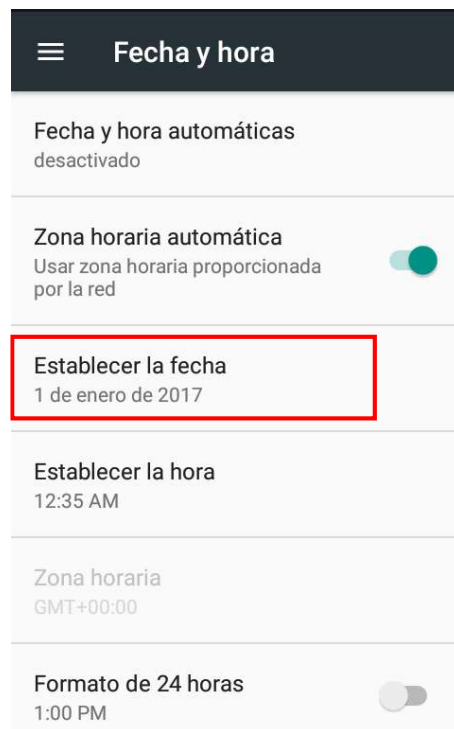 Fecha y hora
Fecha y hora automáticas
desactivado
Zona horaria automática
Usar zona horaria proporcionada
por la red
Establecer la fecha
1 de enero de 2017
Establecer la hora
12:35 AM
Zona horaria
GMT+00:00
Formato de 24 horas
1:00 PM